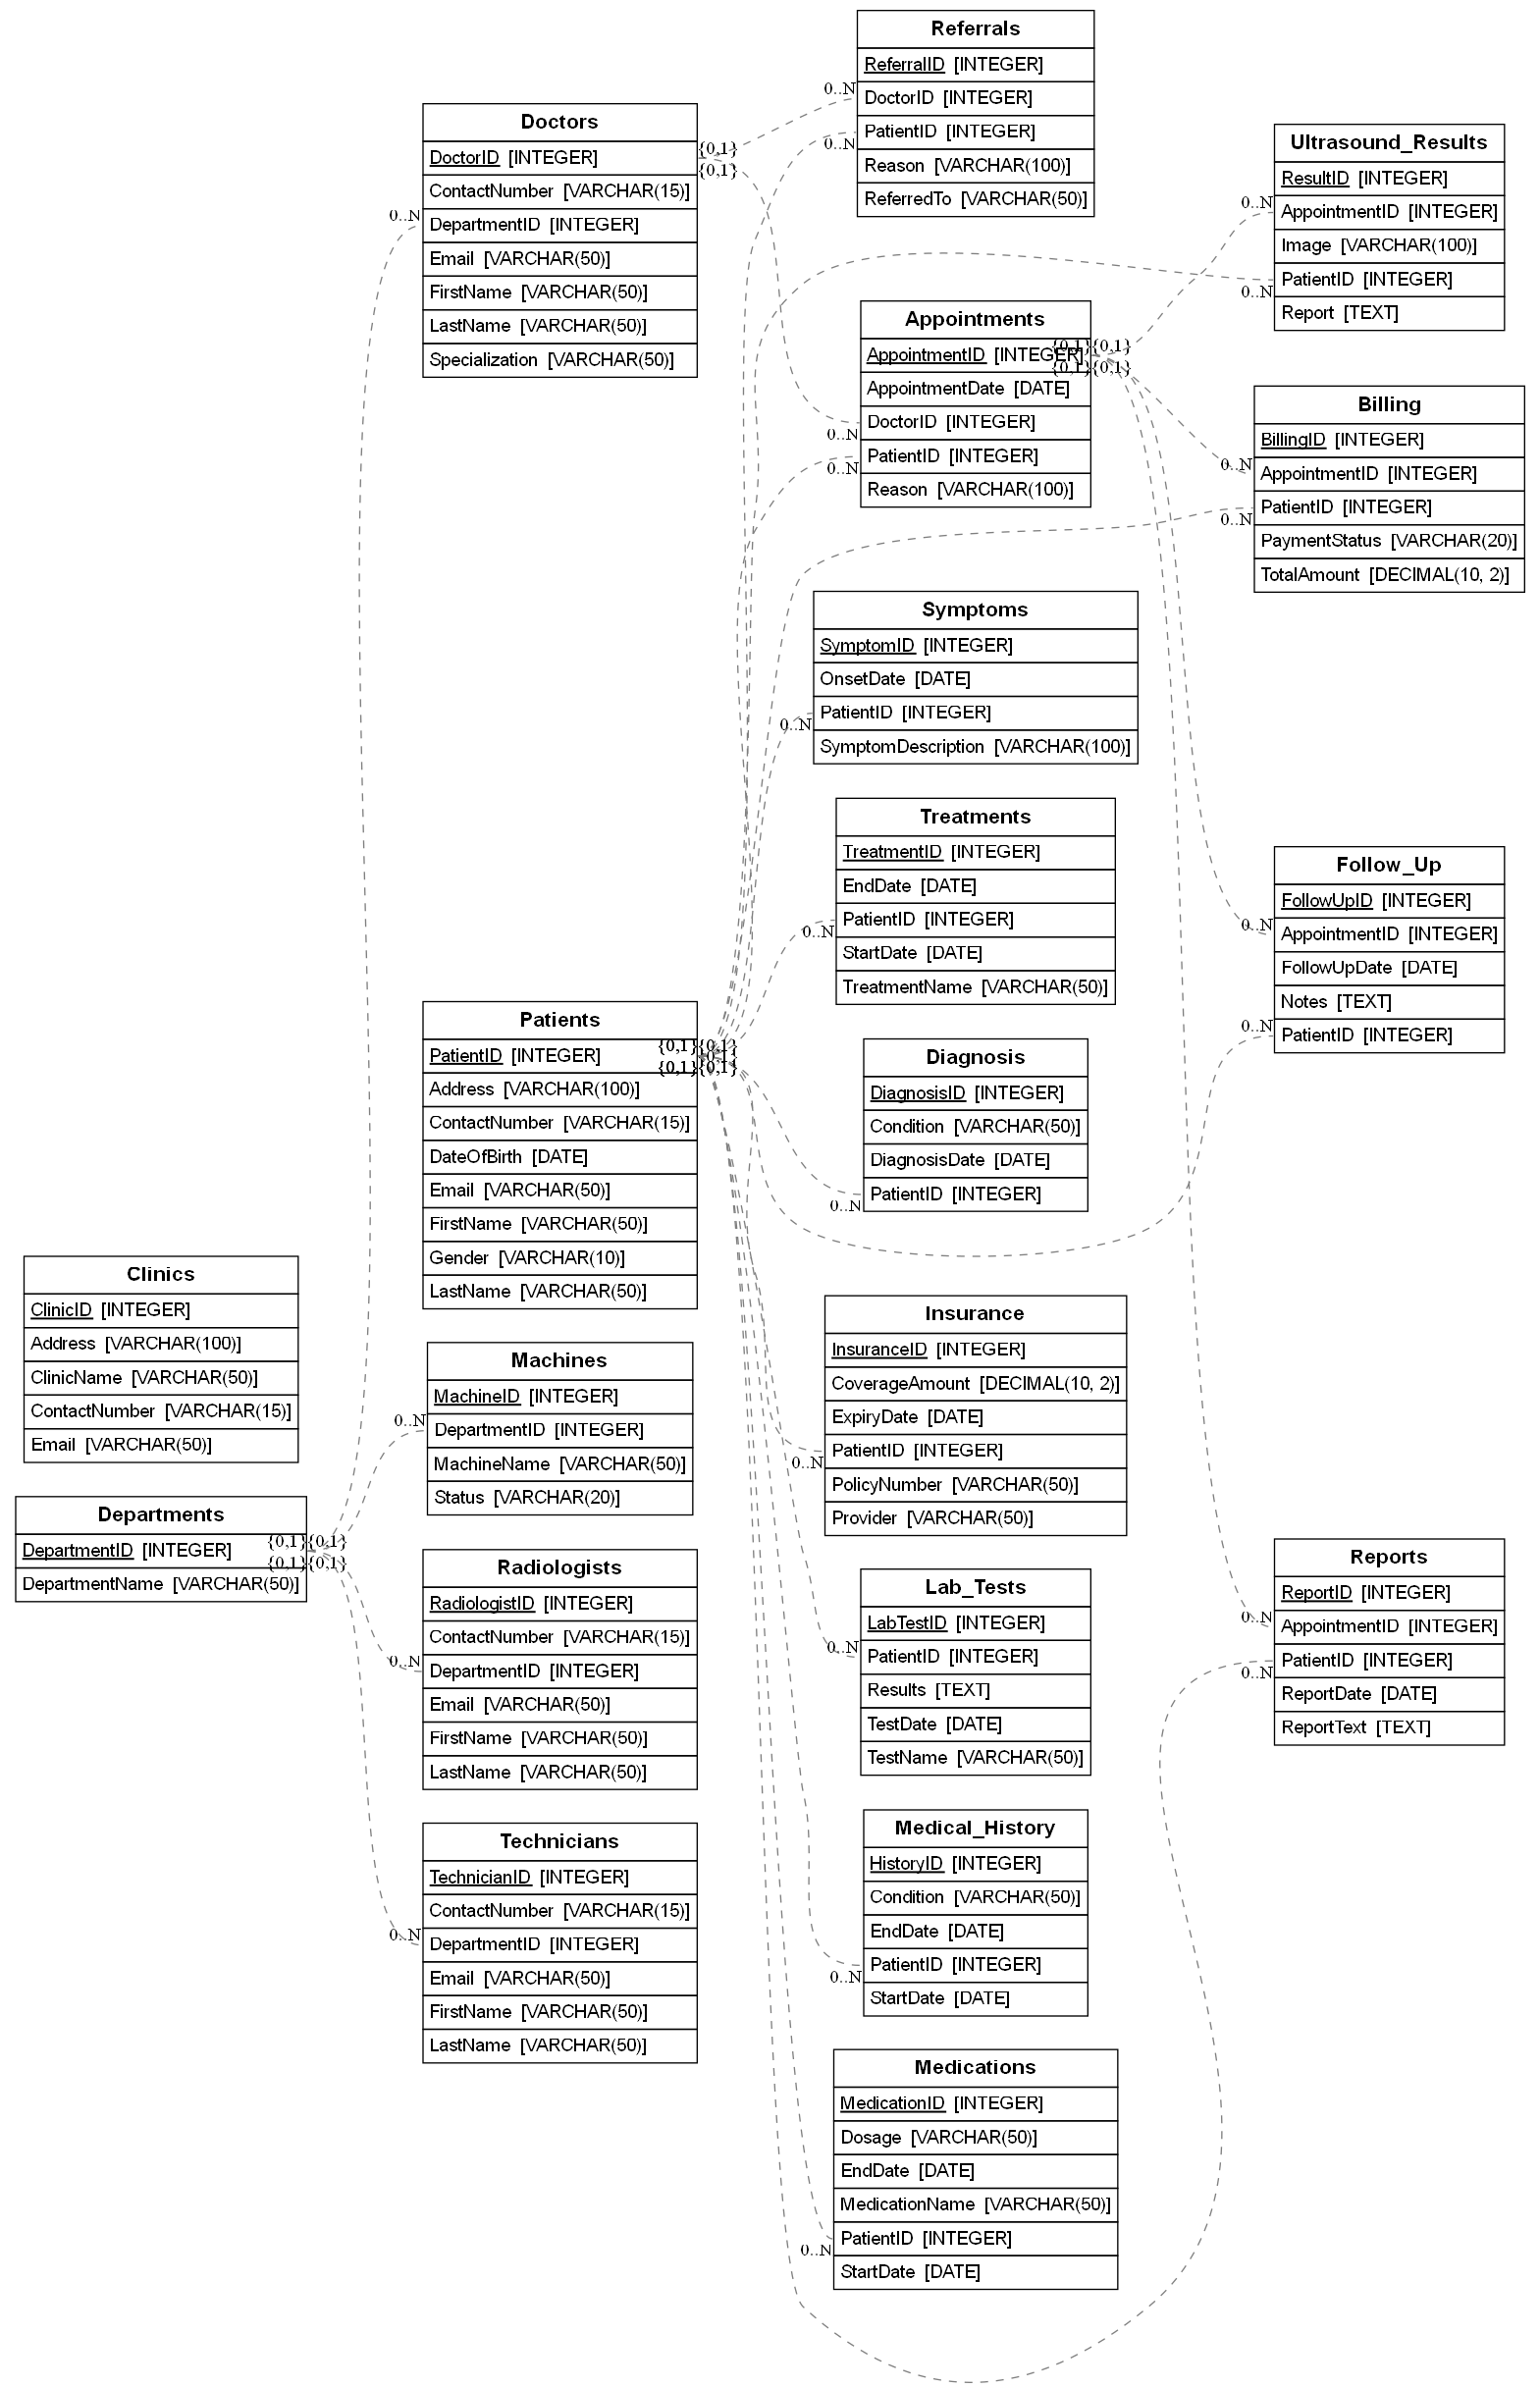 Referrals
ReferralID [INTEGER]
DoctorID [INTEGER]
PatientID [INTEGER]
Reason [VARCHAR(100)]
ReferredTo [VARCHAR(50)]
0..N
0..N
Doctors
DoctorID [INTEGER]
ContactNumber [VARCHAR(15)]
DepartmentID [INTEGER]
Email [VARCHAR(50)]
FirstName [VARCHAR(50)]
LastName [VARCHAR(50)]
Specialization [VARCHAR(50)]
{0,1}
{0,1}
0..N
Ultrasound_Results
ResultID [INTEGER]
AppointmentID [INTEGER]
Image [VARCHAR(100)]
PatientID [INTEGER]
Report [TEXT]
0..N
0..N
Appointments
AppointmentID [INTEGER]
AppointmentDate [DATE]
DoctorID [INTEGER]
PatientID [INTEGER]
Reason [VARCHAR(100)]
{0,1}{0,1}
{0,1}{0,1}
0..N
0..N
Billing
BillingID [INTEGER]
AppointmentID [INTEGER]
PatientID [INTEGER]
PaymentStatus [VARCHAR(20)]
TotalAmount [DECIMAL(10, 2)]
0..N
0..N
Symptoms
SymptomID [INTEGER]
OnsetDate [DATE]
PatientID [INTEGER]
SymptomDescription [VARCHAR(100)]
0..N
Treatments
TreatmentID [INTEGER]
EndDate [DATE]
PatientID [INTEGER]
StartDate [DATE]
TreatmentName [VARCHAR(50)]
0..N
Follow_Up
FollowUpID [INTEGER]
AppointmentID [INTEGER]
FollowUpDate [DATE]
Notes [TEXT]
PatientID [INTEGER]
0..N
0..N
Patients
PatientID [INTEGER]
Address [VARCHAR(100)]
ContactNumber [VARCHAR(15)]
DateOfBirth [DATE]
Email [VARCHAR(50)]
FirstName [VARCHAR(50)]
Gender [VARCHAR(10)]
LastName [VARCHAR(50)]
{0,1}{0,1}
{0,1}{0,1}
Diagnosis
DiagnosisID [INTEGER]
Condition [VARCHAR(50)]
DiagnosisDate [DATE]
PatientID [INTEGER]
0..N
Clinics
ClinicID [INTEGER]
Address [VARCHAR(100)]
ClinicName [VARCHAR(50)]
ContactNumber [VARCHAR(15)]
Email [VARCHAR(50)]
Machines
MachineID [INTEGER]
DepartmentID [INTEGER]
MachineName [VARCHAR(50)]
Status [VARCHAR(20)]
0..N
Insurance
InsuranceID [INTEGER]
CoverageAmount [DECIMAL(10, 2)]
ExpiryDate [DATE]
PatientID [INTEGER]
PolicyNumber [VARCHAR(50)]
Provider [VARCHAR(50)]
0..N
Departments
DepartmentID [INTEGER]
DepartmentName [VARCHAR(50)]
{0,1}{0,1}
{0,1}{0,1}
Radiologists
RadiologistID [INTEGER]
ContactNumber [VARCHAR(15)]
DepartmentID [INTEGER]
Email [VARCHAR(50)]
FirstName [VARCHAR(50)]
LastName [VARCHAR(50)]
0..N
Lab_Tests
LabTestID [INTEGER]
PatientID [INTEGER]
Results [TEXT]
TestDate [DATE]
TestName [VARCHAR(50)]
0..N
Reports
ReportID [INTEGER]
AppointmentID [INTEGER]
PatientID [INTEGER]
ReportDate [DATE]
ReportText [TEXT]
0..N
0..N
Technicians
TechnicianID [INTEGER]
ContactNumber [VARCHAR(15)]
DepartmentID [INTEGER]
Email [VARCHAR(50)]
FirstName [VARCHAR(50)]
LastName [VARCHAR(50)]
0..N
Medical_History
HistoryID [INTEGER]
Condition [VARCHAR(50)]
EndDate [DATE]
PatientID [INTEGER]
StartDate [DATE]
0..N
Medications
MedicationID [INTEGER]
Dosage [VARCHAR(50)]
EndDate [DATE]
MedicationName [VARCHAR(50)]
PatientID [INTEGER]
StartDate [DATE]
0..N